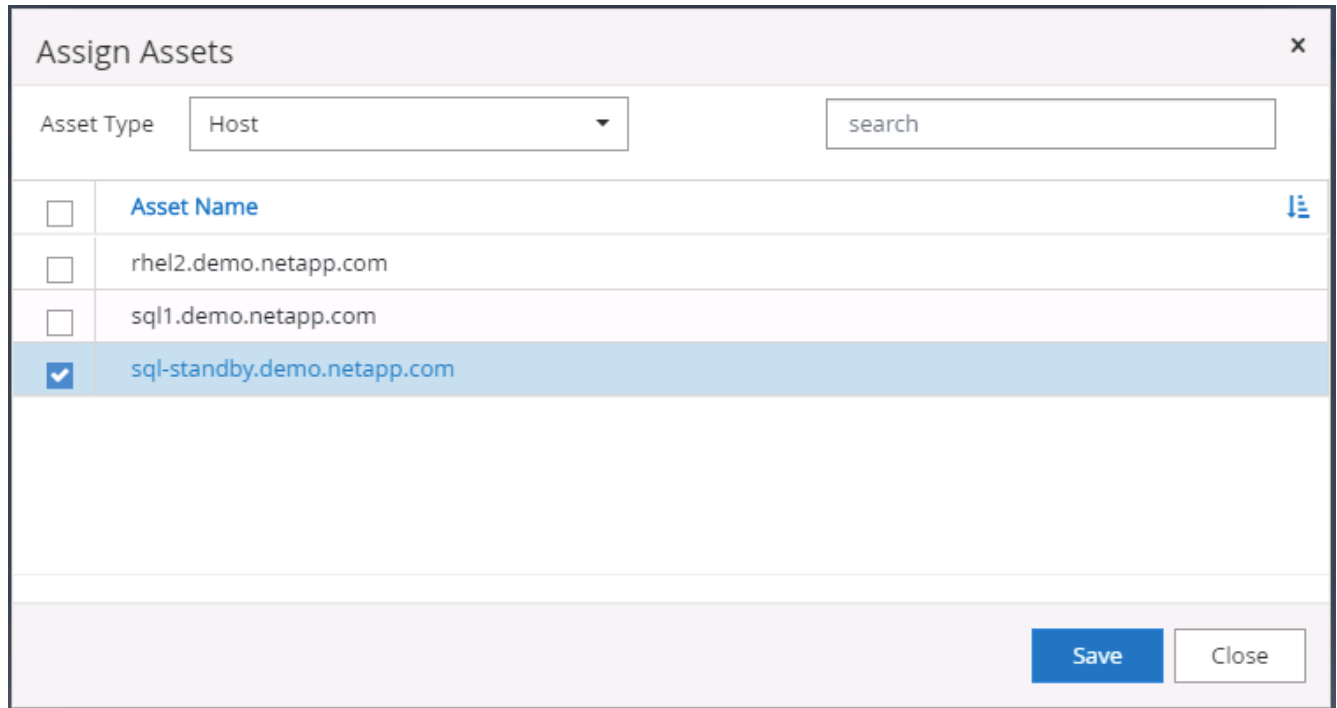 Assign Assets
×
Asset Type Host search
Asset Name
rhel2.demo.netapp.com
sql1.demo.netapp.com
sql-standby.demo.netapp.com
Save Close